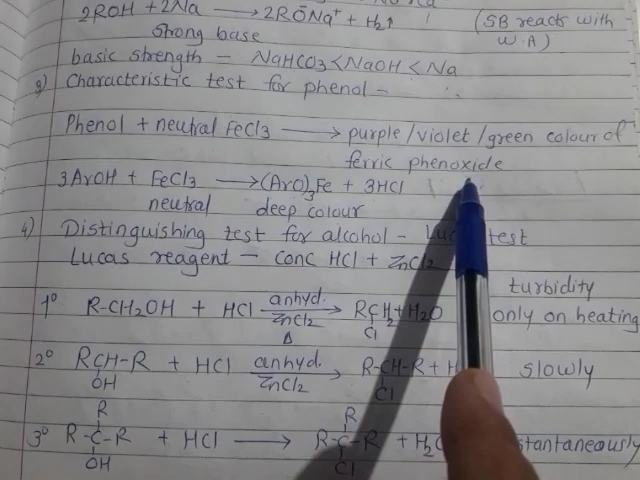 2ROH + 2Na ⟶ 2RŌNa⁺ + H₂↑ (SB reacts with
strong base W.A)
basic strength = NaHCO3 < NaOH < Na
3) Characteristic test for phenol -
Phenol + neutral FeCl3 ⟶ purple/violet/green colour of
ferric phenoxide
3ArOH + FeCl3 ⟶ (ArO)3Fe + 3HCl
neutral deep colour
4) Distinguishing test for alcohol - test
Lucas reagent - conc HCl + ZnCl2
turbidity
1° R-CH2OH + HCl anhyd. ZnCl2 Δ ⟶ RCH2 + H2O only on heating
Cl
2° RCH-R + HCl anhyd. ZnCl2 ⟶ R-CH-R + slowly
OH Cl
R R
3° R-C-R + HCl ⟶ R-C-R + H2
OH Cl